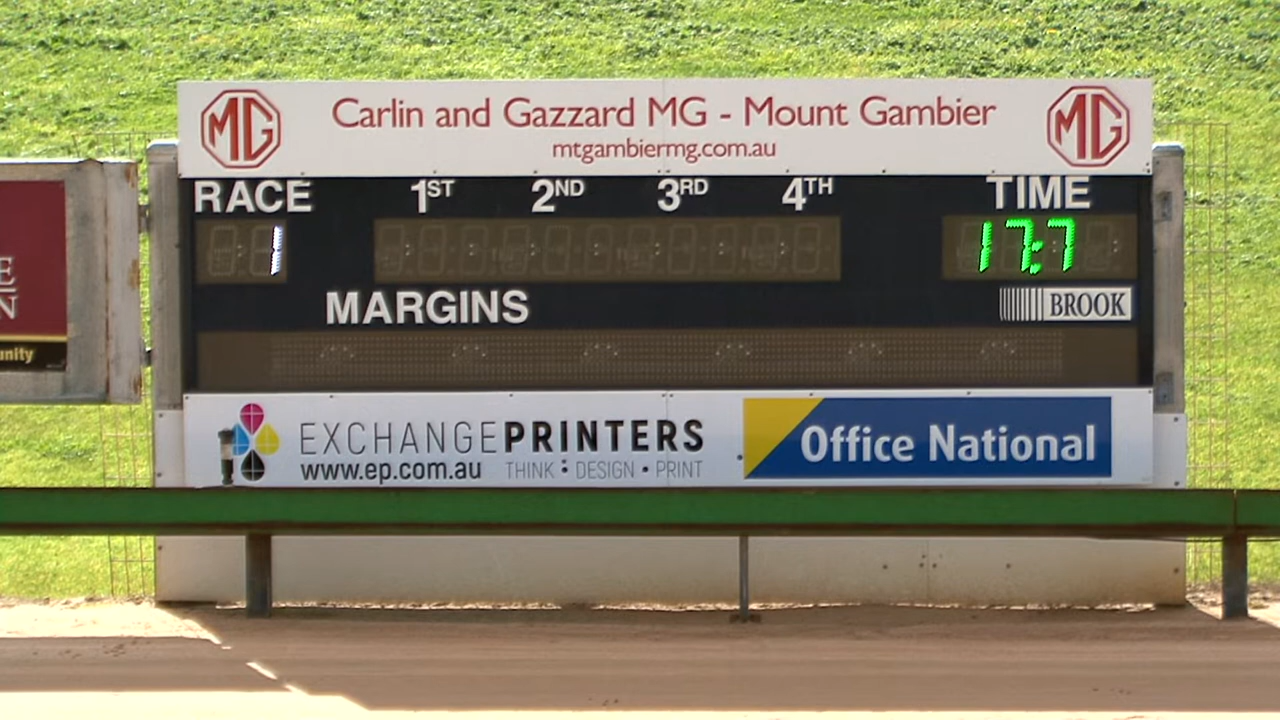 MG Carlin and Gazzard MG - Mount Gambier MG
mtgambiermg.com.au
RACE 1ST 2ND 3RD 4TH TIME
1 17:7
MARGINS BROOK
E
N
unity
EXCHANGEPRINTERS
www.ep.com.au THINK : DESIGN • PRINT
Office National